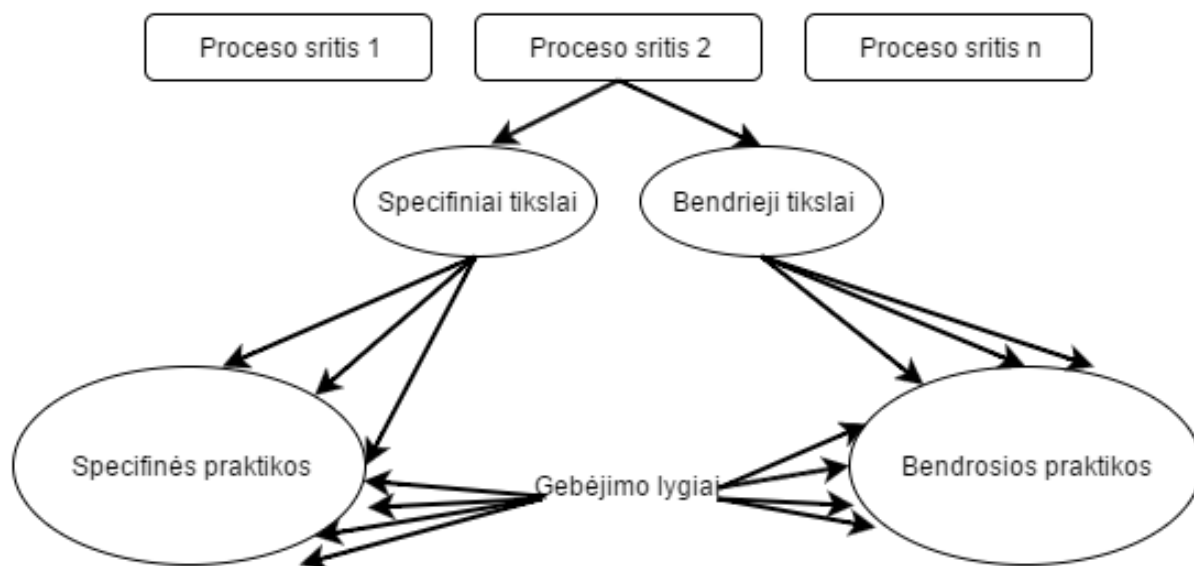 Proceso sritis 1
Proceso sritis 2
Proceso sritis n
Specifiniai tikslai
Bendrieji tikslai
Specifinės praktikos
Gebėjimo lygiai
Bendrosios praktikos